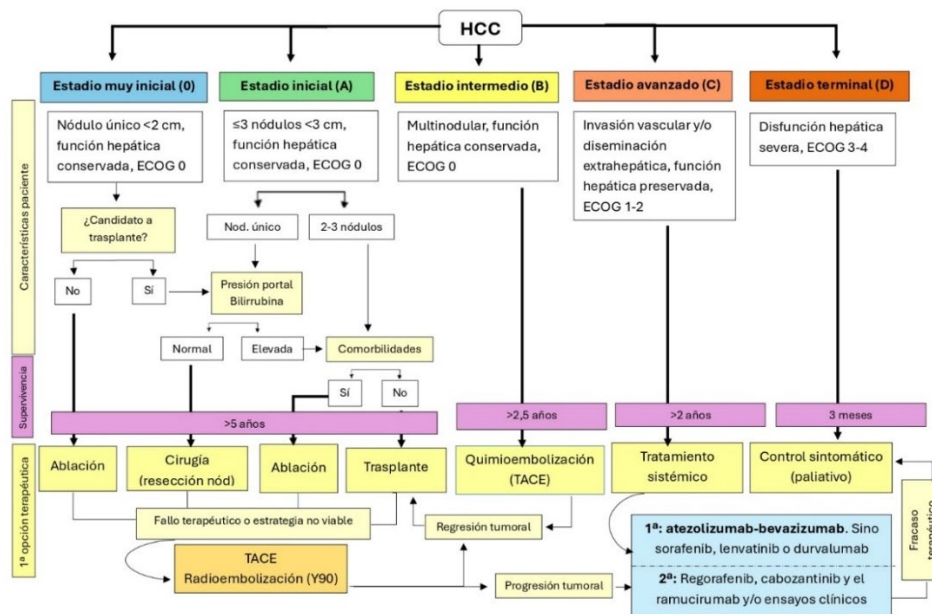 HCC
Estadio muy inicial (0)
Estadio inicial (A)
Estadio intermedio (B)
Estadio avanzado (C)
Estadio terminal (D)
Características paciente
Nódulo único <2 cm,
función hepática
conservada, ECOG 0
≤3 nódulos <3 cm,
función hepática
conservada, ECOG 0
Multinodular, función
hepática conservada,
ECOG 0
Invasión vascular y/o
diseminación
extrahepática, función
hepática preservada,
ECOG 1-2
Disfunción hepática
severa, ECOG 3-4
¿Candidato a
trasplante?
Nod. único
2-3 nódulos
No
Sí
Presión portal
Bilirrubina
Normal
Elevada
Comorbilidades
Sí
No
Supervivencia
>5 años
>2,5 años
>2 años
3 meses
1ª opción terapéutica
Ablación
Cirugía
(resección nód)
Ablación
Trasplante
Quimioembolización
(TACE)
Tratamiento
sistémico
Control sintomático
(paliativo)
Fallo terapéutico o estrategia no viable
Regresión tumoral
TACE
Radioembolización (Y90)
Progresión tumoral
1ª: atezolizumab-bevazizumab. Sino
sorafenib, lenvatinib o durvalumab
2ª: Regorafenib, cabozantinib y el
ramucirumab y/o ensayos clínicos
Fracaso
terapéutico